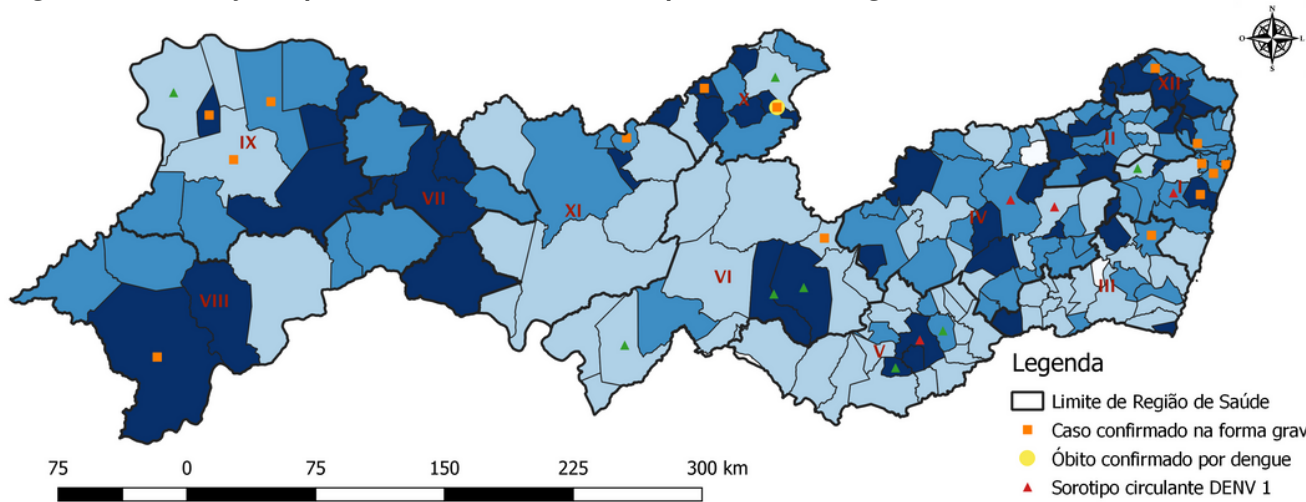 N
O L
S
XII
X
IX
II
I
VII
IV
XI
VI
III
VIII
V
Legenda
Limite de Região de Saúde
Caso confirmado na forma grav
Óbito confirmado por dengue
Sorotipo circulante DENV 1
75 0 75 150 225 300 km